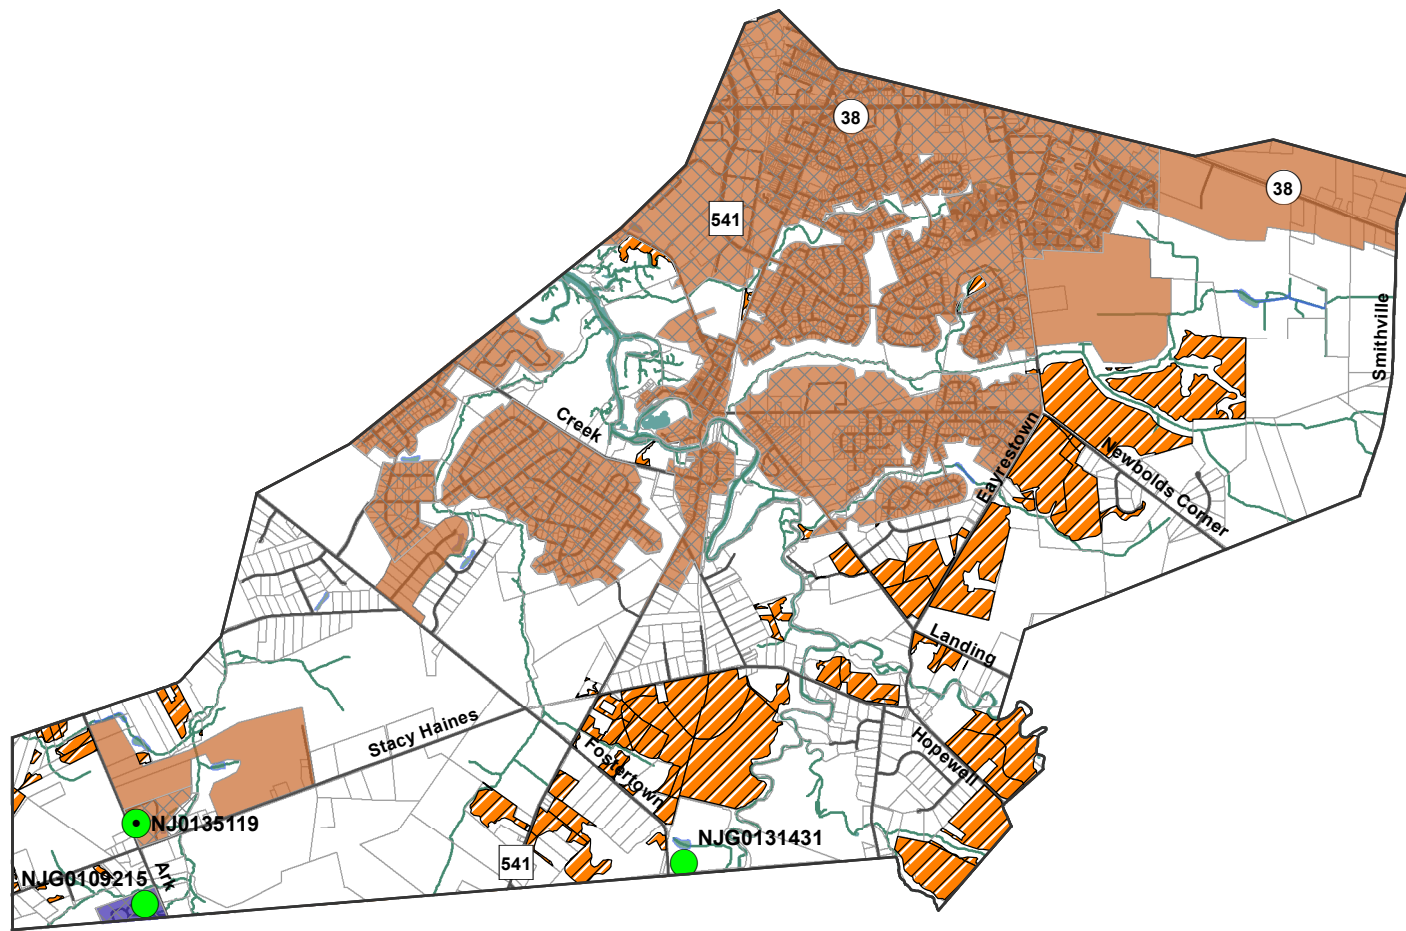 38
38
541
Smithville
Creek
Eayrestown
Newbolds Corner
Landing
Stacy Haines
Fostertown
Hopewell
NJ0135119
NJG0131431
541
Ark
NJG0109215